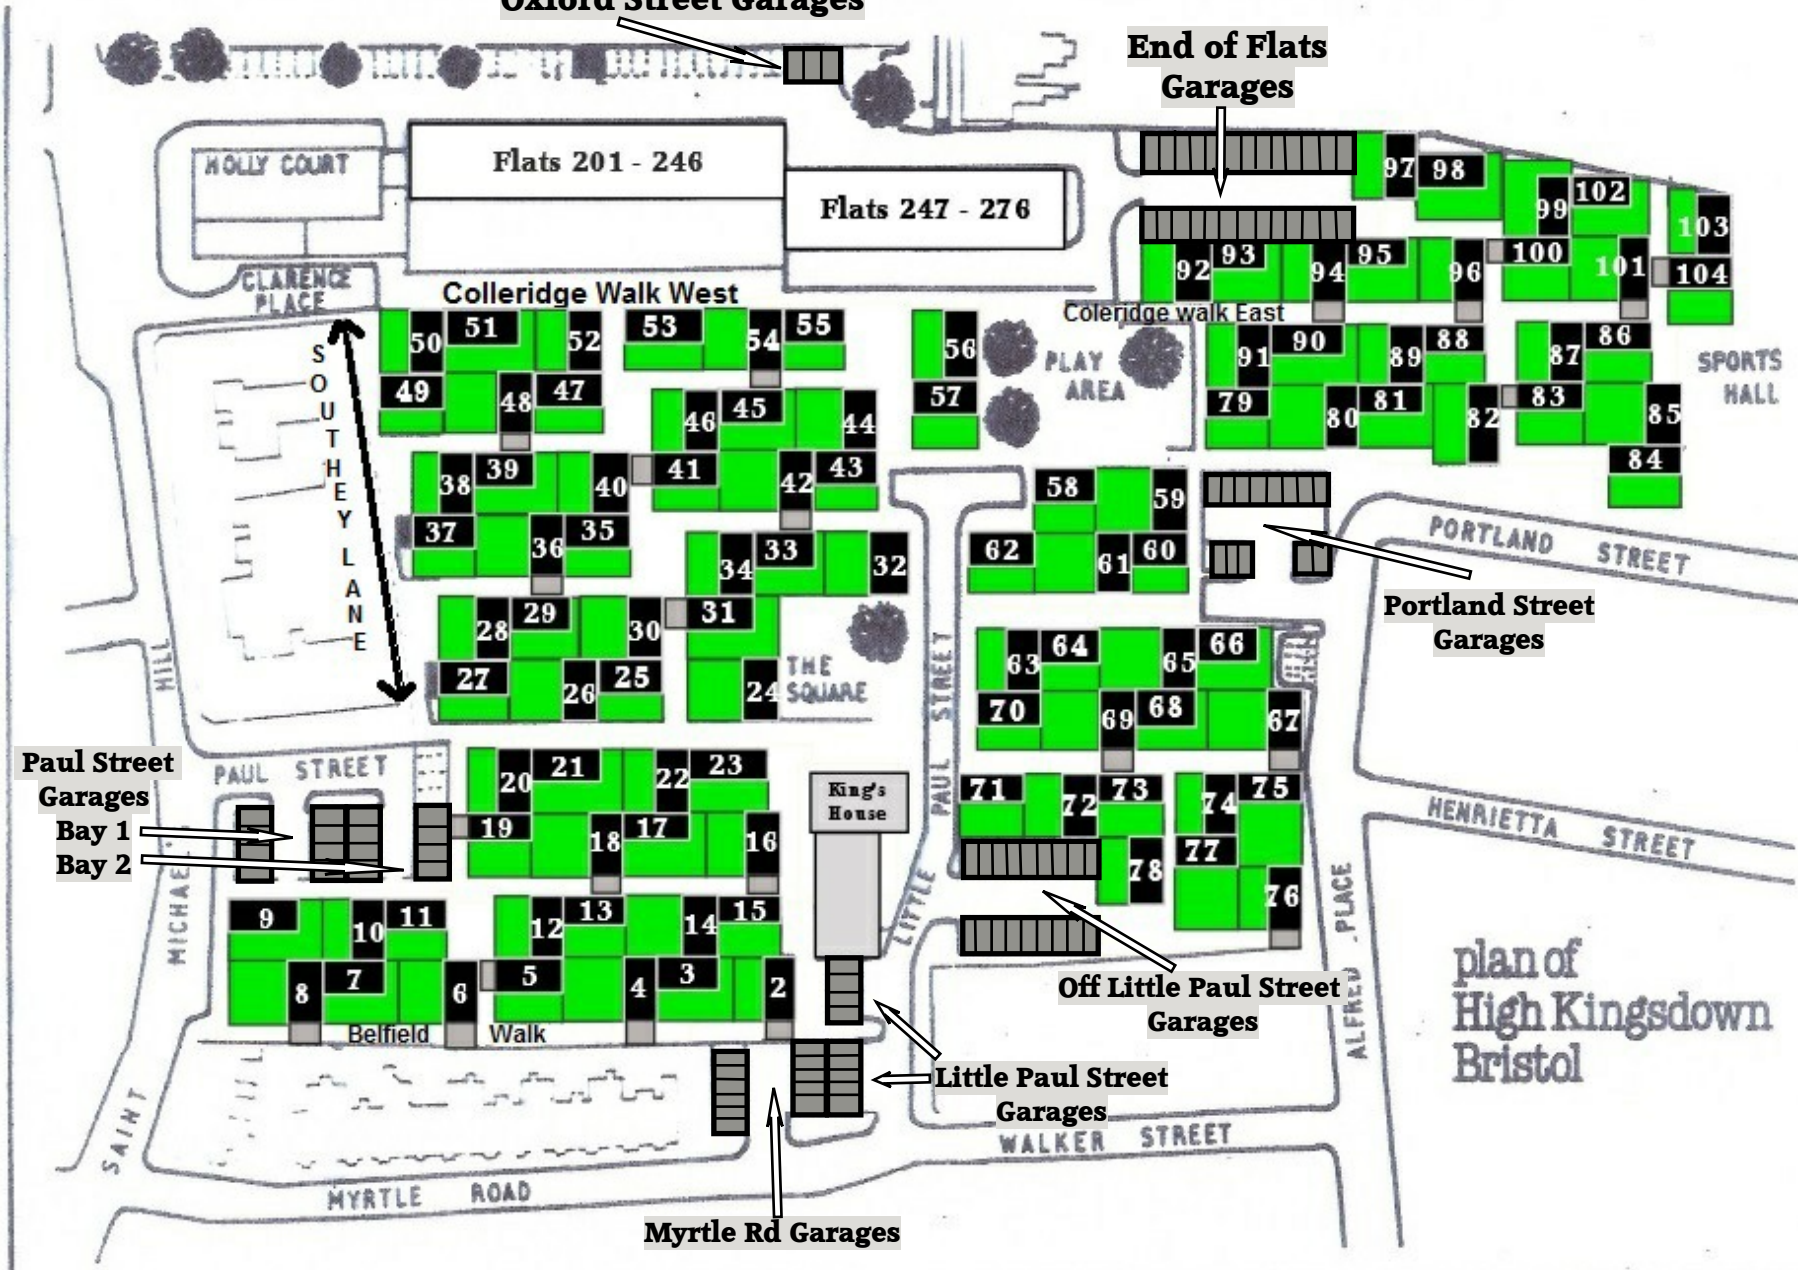 Oxford Street Garages
End of Flats
Garages
HOLLY COURT
Flats 201 - 246
Flats 247 - 276
97
98
99
102
103
92
93
94
95
96
100
101
104
CLARENCE
PLACE
Colleridge Walk West
Coleridge walk East
50
51
52
53
54
55
56
PLAY
AREA
91
90
89
88
87
86
SPORTS
HALL
SOUTHEY LANE
49
48
47
46
45
44
57
79
80
81
82
83
85
84
38
39
40
41
42
43
58
59
37
36
35
34
33
32
62
61
60
PORTLAND STREET
Portland Street
Garages
28
29
30
31
63
64
65
66
27
26
25
24
THE
SQUARE
70
69
68
67
HILL
PAUL STREET
Paul Street
Garages
Bay 1
Bay 2
20
21
22
23
King's
House
LITTLE PAUL STREET
71
72
73
74
75
HENRIETTA STREET
19
18
17
16
78
77
76
SAINT MICHAEL'S
9
10
11
12
13
14
15
8
7
6
5
4
3
2
Off Little Paul Street
Garages
ALFRED PLACE
plan of
High Kingsdown
Bristol
Belfield Walk
Little Paul Street
Garages
WALKER STREET
MYRTLE ROAD
Myrtle Rd Garages